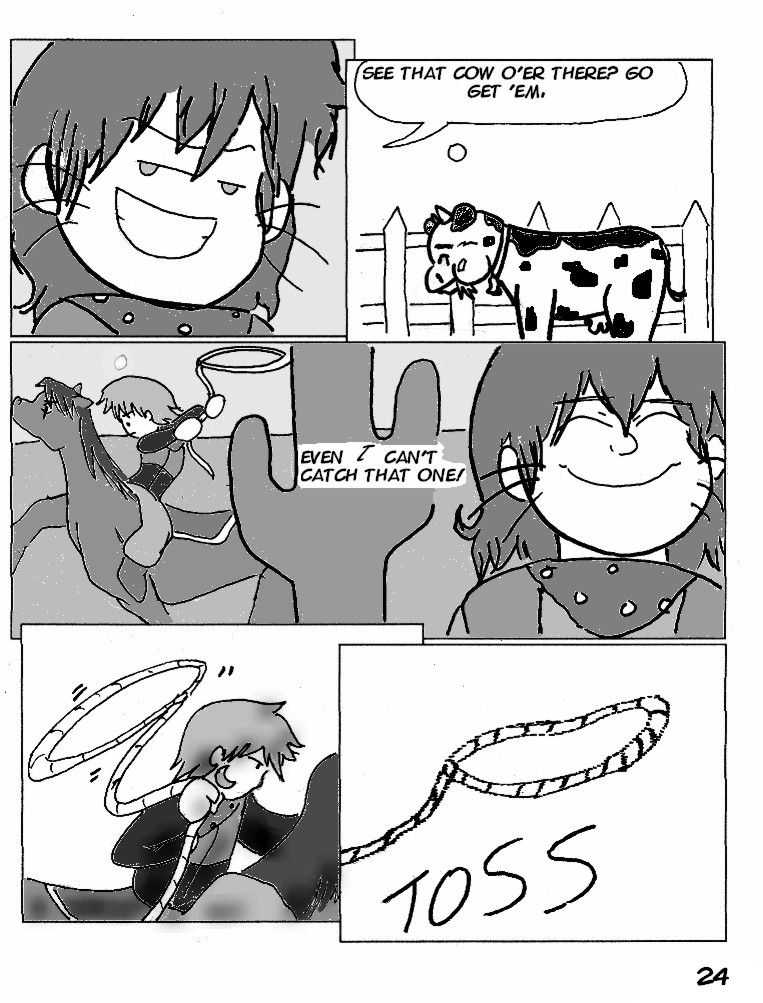 SEE THAT COW O'ER THERE? GO
GET 'EM.
EVEN I CAN'T
CATCH THAT ONE!
TOSS
24